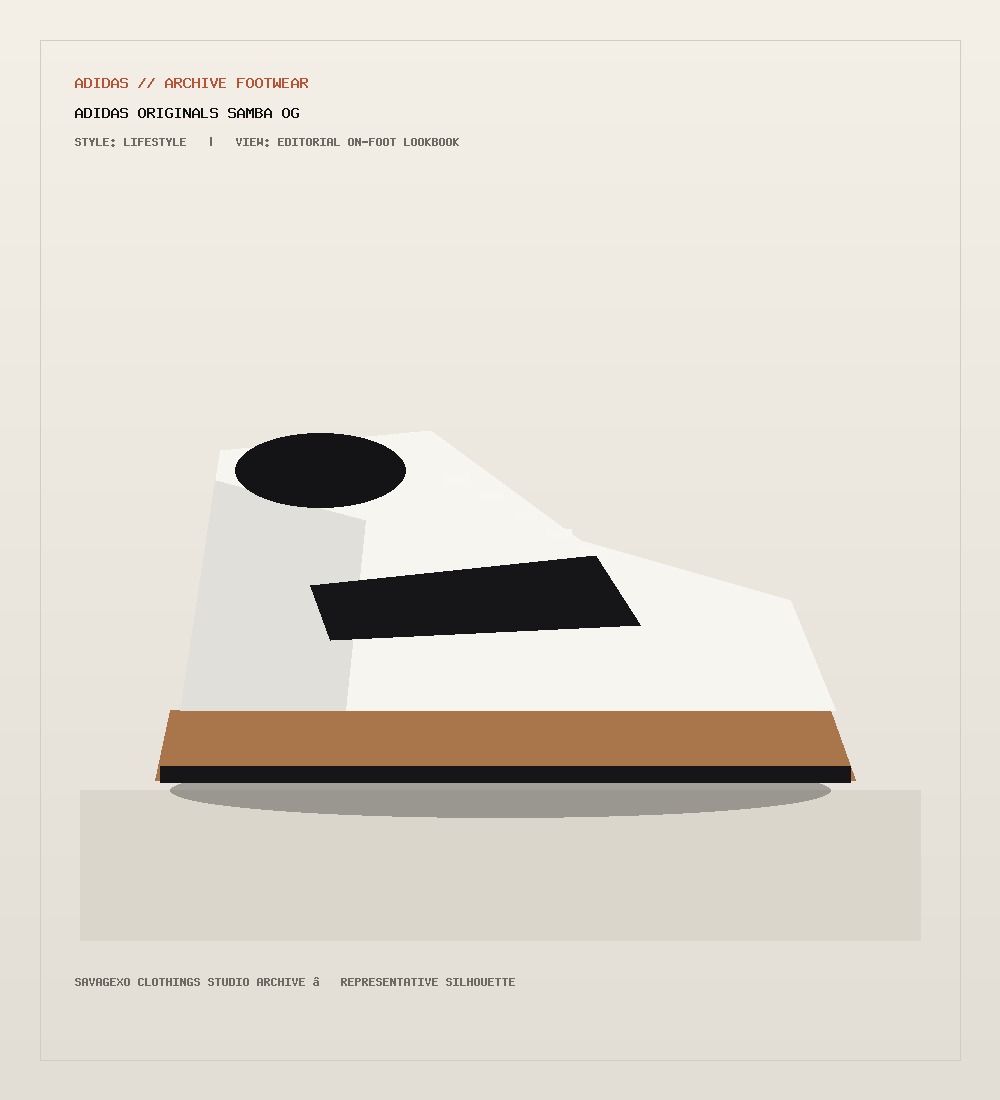 ADIDAS // ARCHIVE FOOTWEAR
ADIDAS ORIGINALS SAMBA OG
STYLE: LIFESTYLE | VIEW: EDITORIAL ON-FOOT LOOKBOOK
SAVAGEXO CLOTHINGS STUDIO ARCHIVE â REPRESENTATIVE SILHOUETTE